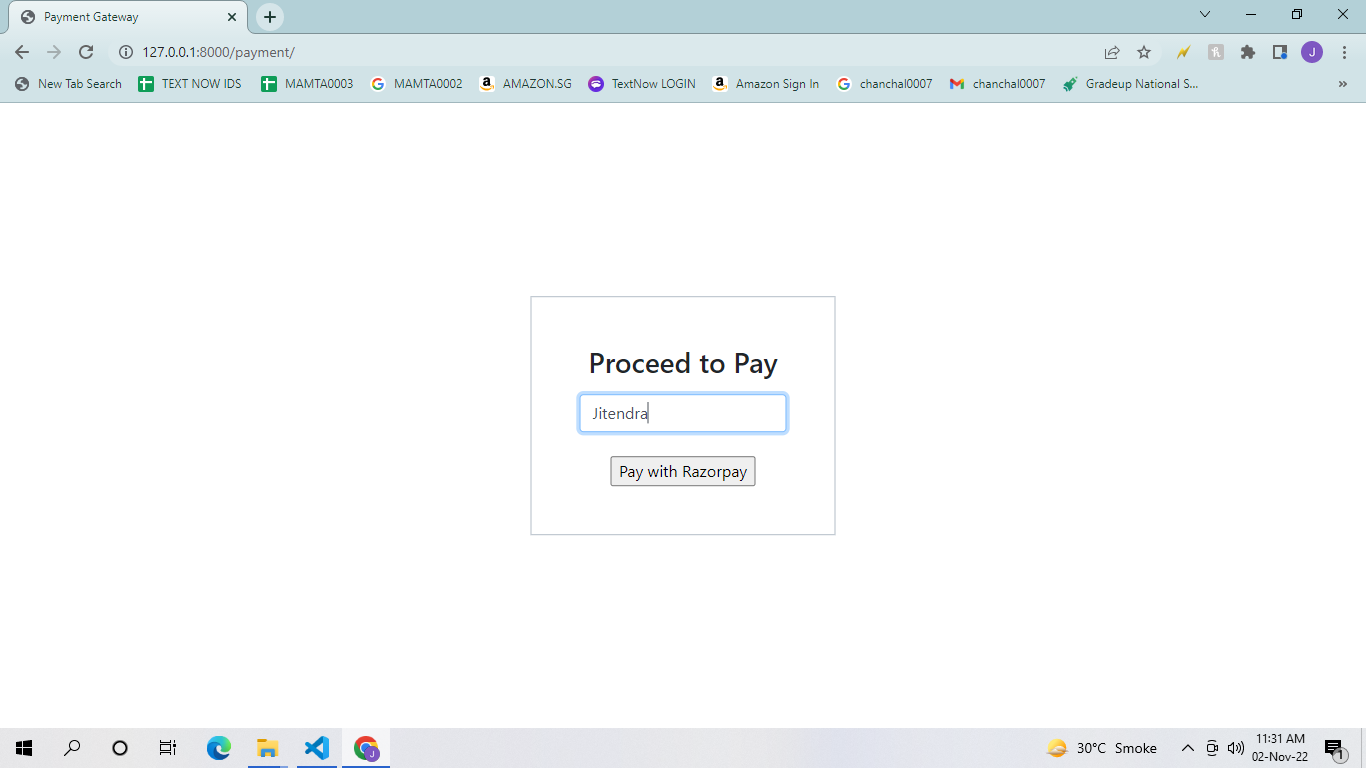 Payment Gateway
127.0.0.1:8000/payment/
J
New Tab Search TEXT NOW IDS MAMTA0003 MAMTA0002 AMAZON.SG TextNow LOGIN Amazon Sign In chanchal0007 chanchal0007 Gradeup National S... »
Proceed to Pay
Jitendra
Pay with Razorpay
J
30°C Smoke
11:31 AM
02-Nov-22
1